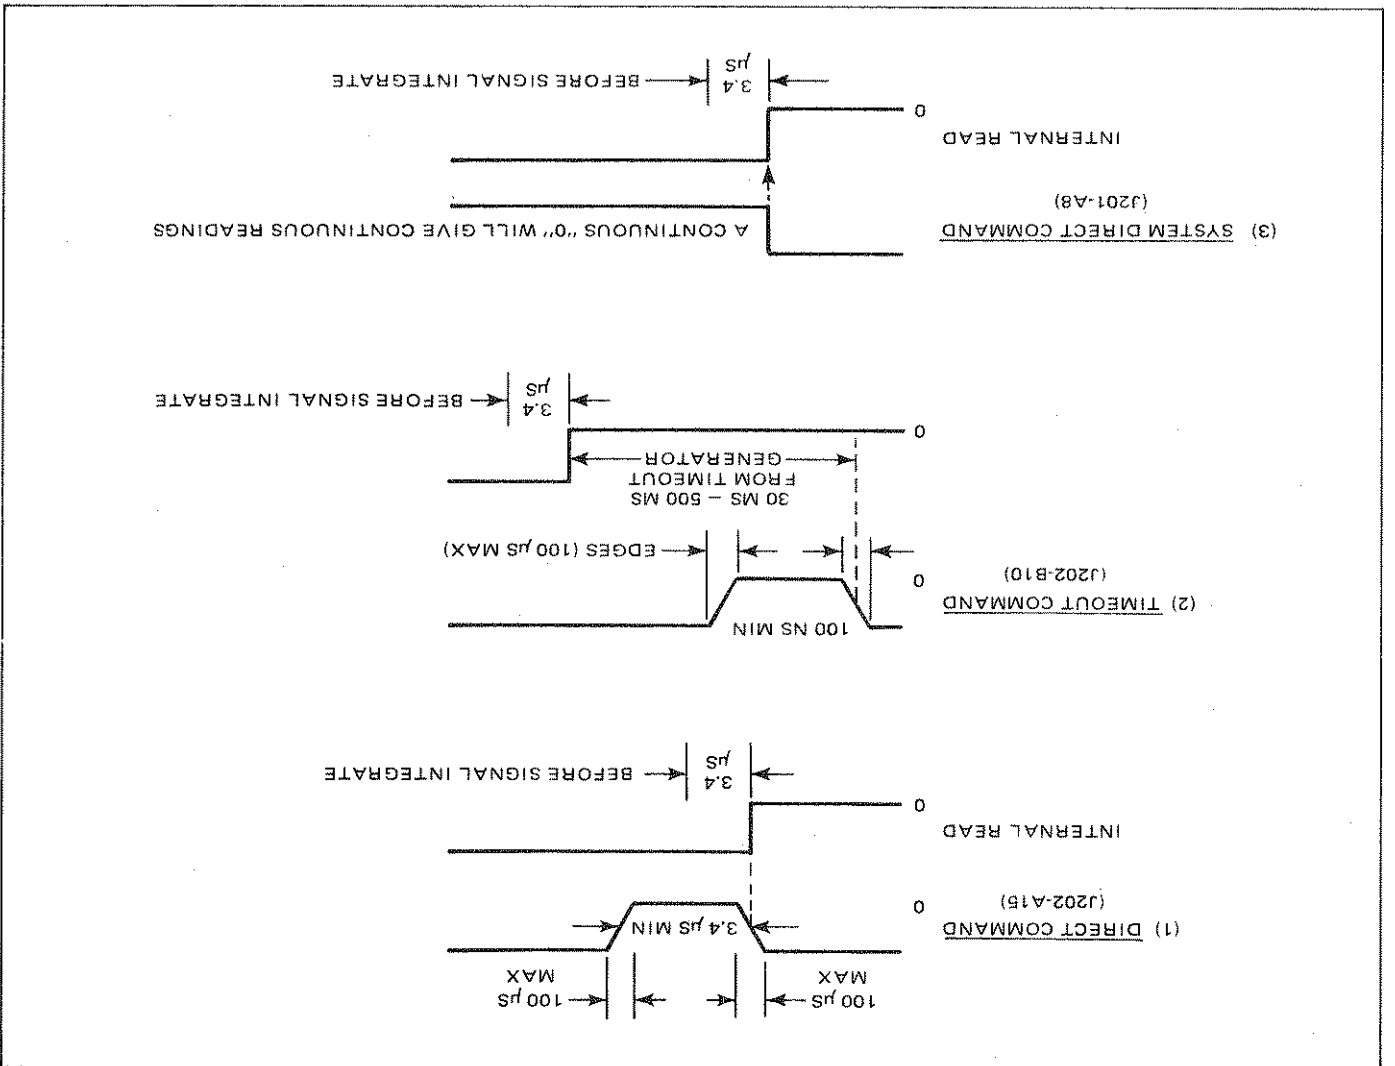 100 µS
MAX
100 µS
MAX
(1) DIRECT COMMAND
(J202-A15)
0
3.4 µS MIN
INTERNAL READ
0
3.4
µS
BEFORE SIGNAL INTEGRATE
(2) TIMEOUT COMMAND
(J202-B10)
0
100 NS MIN
EDGES (100 µS MAX)
30 MS – 500 MS
FROM TIMEOUT
GENERATOR
0
3.4
µS
BEFORE SIGNAL INTEGRATE
(3) SYSTEM DIRECT COMMAND
(J201-A8)
A CONTINUOUS "0" WILL GIVE CONTINUOUS READINGS
INTERNAL READ
0
3.4
µS
BEFORE SIGNAL INTEGRATE